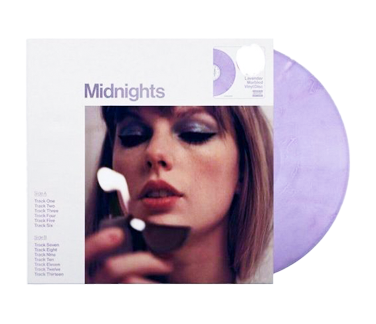 Midnights
Lavender
Track One
Track Two
Track Three
Track Four
Track Five
Track Six
Track Seven
Track Eight
Track Nine
Track Ten
Track Eleven
Track Twelve
Track Thirteen